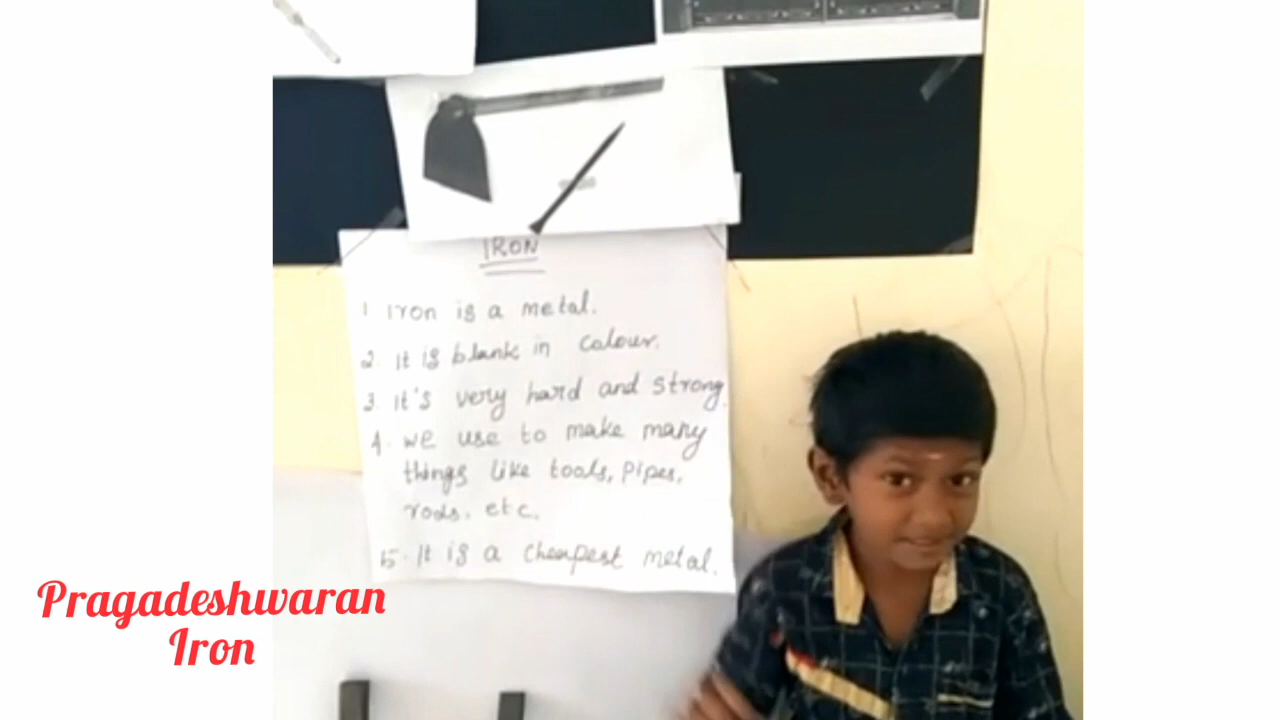 IRON
1. Iron is a metal.
2. It is blank in colour.
3. It's very hard and strong.
4. we use to make many
things like tools, pipes,
rods. etc.
5. It is a cheapest metal.
Pragadeshwaran
Iron